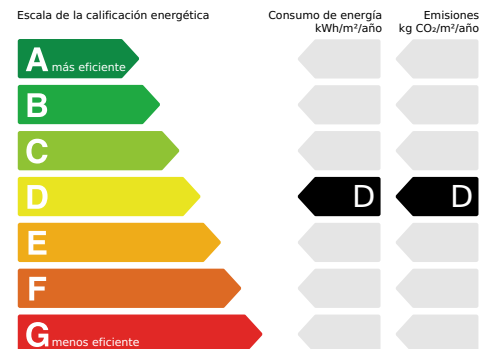 Escala de la calificación energética
Consumo de energía
kWh/m²/año
Emisiones
kg CO₂/m²/año
A más eficiente
B
C
D D D
E
F
G menos eficiente